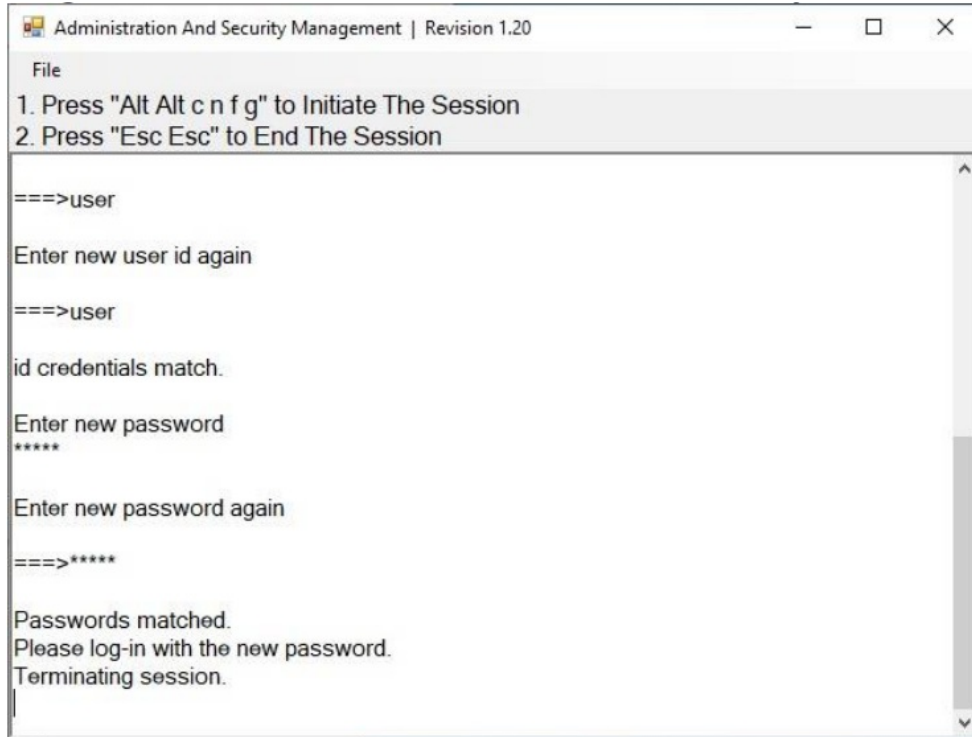 Administration And Security Management | Revision 1.20
File
1. Press "Alt Alt c n f g" to Initiate The Session
2. Press "Esc Esc" to End The Session
===>user
Enter new user id again
===>user
id credentials match.
Enter new password
*****
Enter new password again
===>*****
Passwords matched.
Please log-in with the new password.
Terminating session.